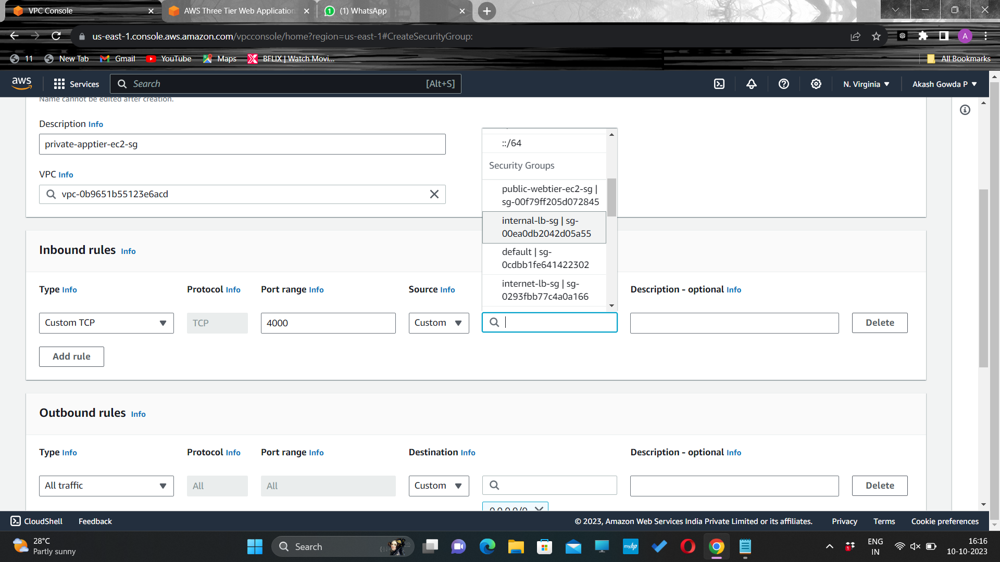 VPC Console
AWS Three Tier Web Application
(1) WhatsApp
us-east-1.console.aws.amazon.com/vpcconsole/home?region=us-east-1#CreateSecurityGroup:
A
11
New Tab
Gmail
YouTube
Maps
BFLIX | Watch Movi...
All Bookmarks
aws
Services
Search
[Alt+S]
N. Virginia
Akash Gowda P
Name cannot be edited after creation.
Description Info
private-apptier-ec2-sg
VPC Info
vpc-0b9651b55123e6acd
::/64
Security Groups
public-webtier-ec2-sg |
sg-00f79ff205d072845
internal-lb-sg | sg-
00ea0db2042d05a55
default | sg-
0cdbb1fe641422302
internet-lb-sg | sg-
0293fbb77c4a0a166
Inbound rules Info
Type Info
Protocol Info
Port range Info
Source Info
Description - optional Info
Custom TCP
TCP
4000
Custom
Delete
Add rule
Outbound rules Info
Type Info
Protocol Info
Port range Info
Destination Info
Description - optional Info
All traffic
All
All
Custom
Delete
0.0.0.0/0
CloudShell
Feedback
© 2023, Amazon Web Services India Private Limited or its affiliates.
Privacy
Terms
Cookie preferences
28°C
Partly sunny
Search
myhp
1
ENG
IN
16:16
10-10-2023